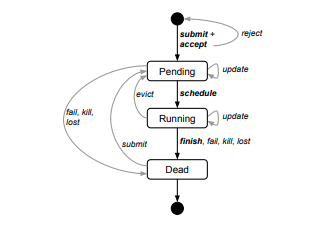 submit +
accept
reject
Pending
update
schedule
evict
Running
update
fail, kill,
lost
submit
finish, fail, kill, lost
Dead